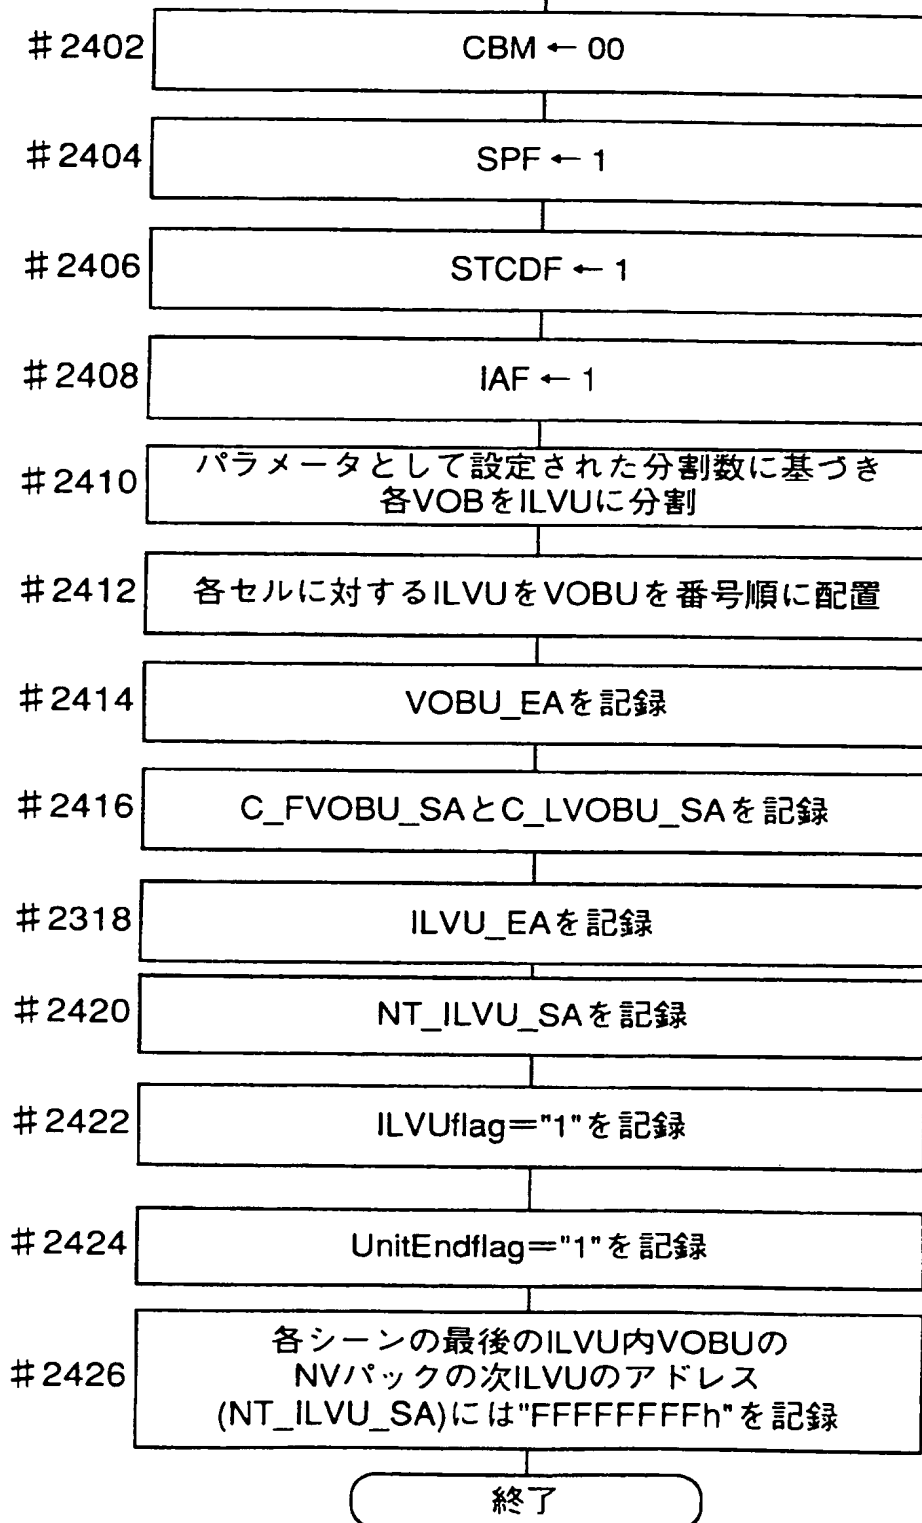 #2402 CBM ← 00
#2404 SPF ← 1
#2406 STCDF ← 1
#2408 IAF ← 1
#2410 パラメータとして設定された分割数に基づき
各VOBをILVUに分割
#2412 各セルに対するILVUをVOBUを番号順に配置
#2414 VOBU_EAを記録
#2416 C_FVOBU_SAとC_LVOBU_SAを記録
#2318 ILVU_EAを記録
#2420 NT_ILVU_SAを記録
#2422 ILVUflag="1"を記録
#2424 UnitEndflag="1"を記録
#2426 各シーンの最後のILVU内VOBUの
NVパックの次ILVUのアドレス
(NT_ILVU_SA)には"FFFFFFFFh"を記録
終了